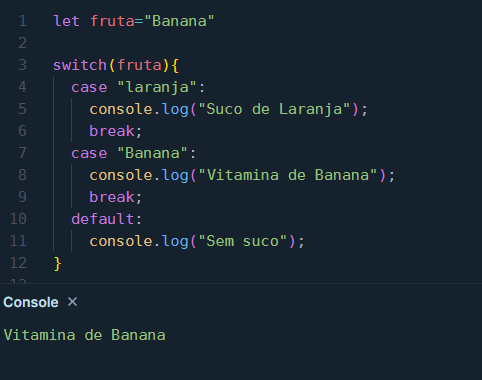 1 let fruta="Banana"
2
3 switch(fruta){
4 case "laranja":
5 console.log("Suco de Laranja");
6 break;
7 case "Banana":
8 console.log("Vitamina de Banana");
9 break;
10 default:
11 console.log("Sem suco");
12 }
Console ×
Vitamina de Banana